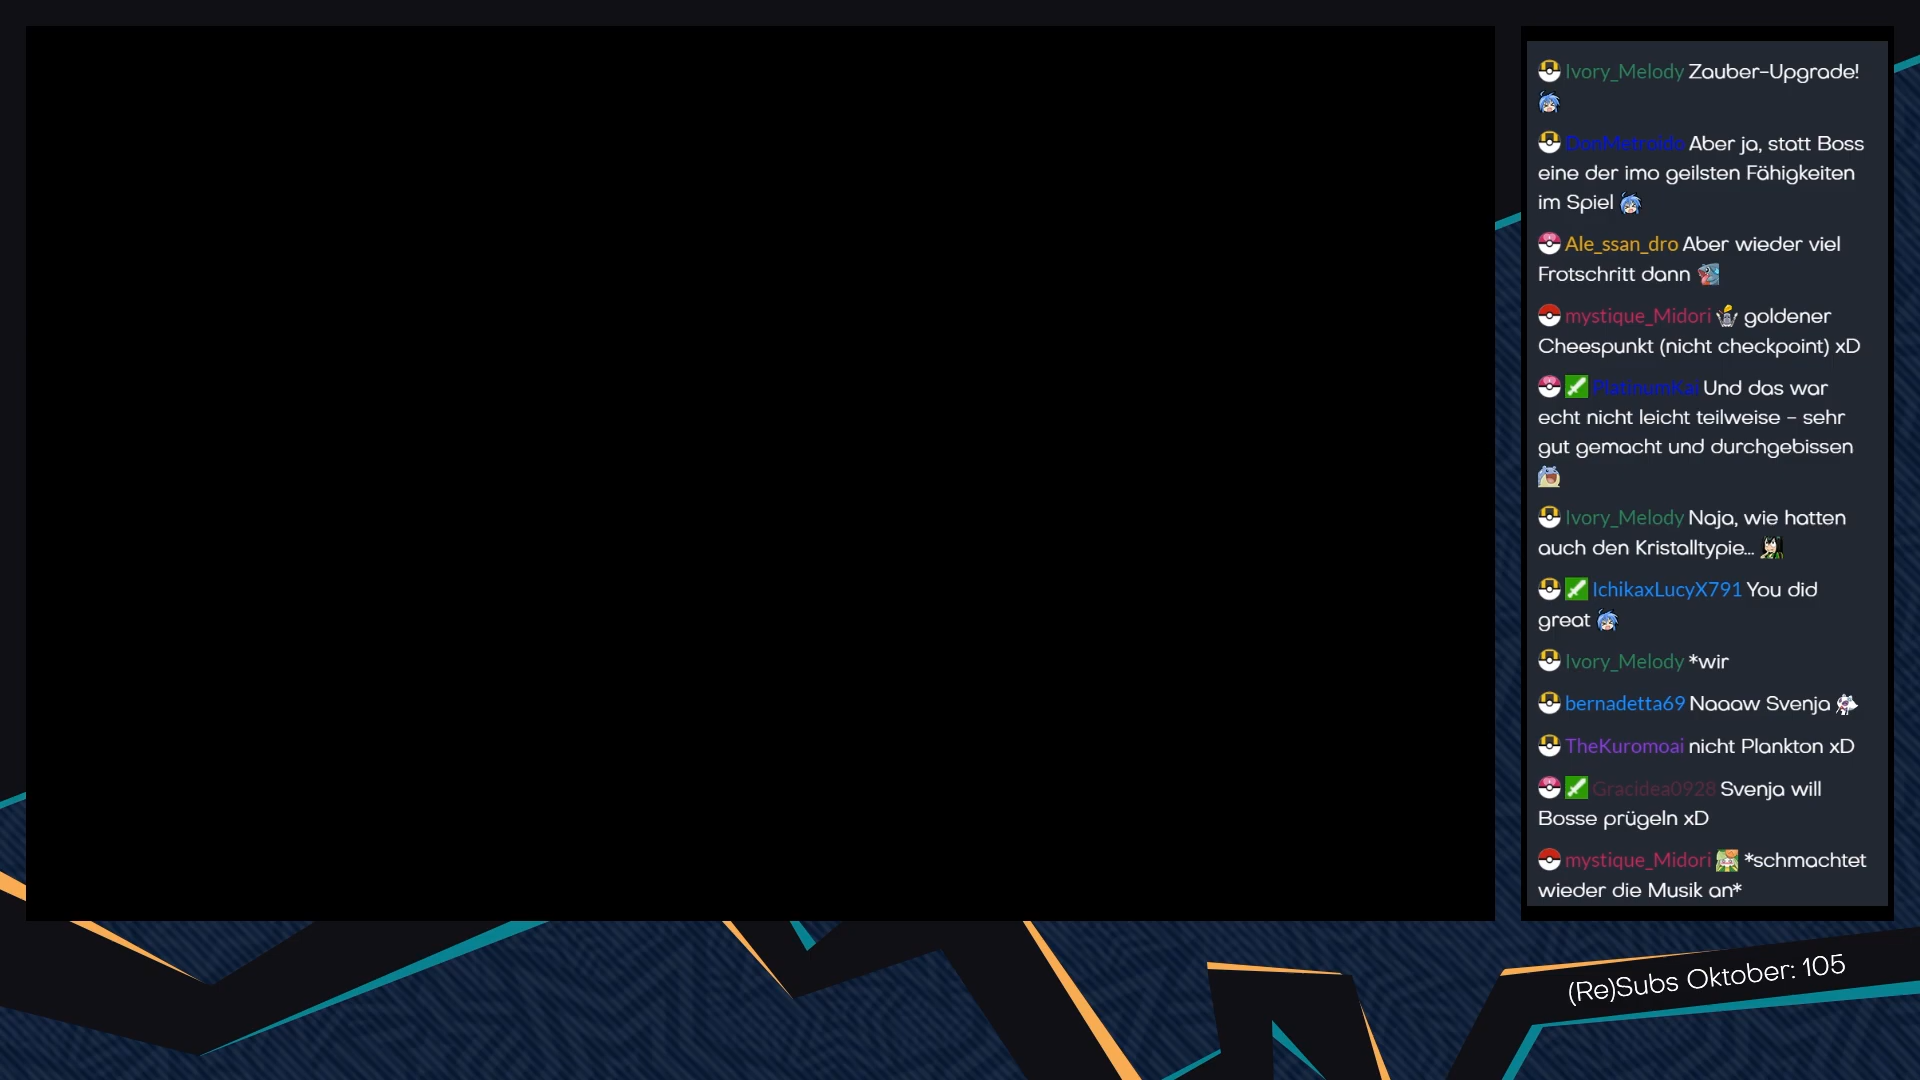 Ivory_Melody Zauber-Upgrade!
DonMetroide Aber ja, statt Boss
eine der imo geilsten Fähigkeiten
im Spiel
Ale_ssan_dro Aber wieder viel
Frotschritt dann
mystique_Midori goldener
Cheespunkt (nicht checkpoint) xD
PlatinumKai Und das war
echt nicht leicht teilweise - sehr
gut gemacht und durchgebissen
Ivory_Melody Naja, wie hatten
auch den Kristalltypie...
IchikaxLucyX791 You did
great
Ivory_Melody *wir
bernadetta69 Naaaw Svenja
TheKuromoai nicht Plankton xD
Gracidea0928 Svenja will
Bosse prügeln xD
mystique_Midori *schmachtet
wieder die Musik an*
(Re)Subs Oktober: 105